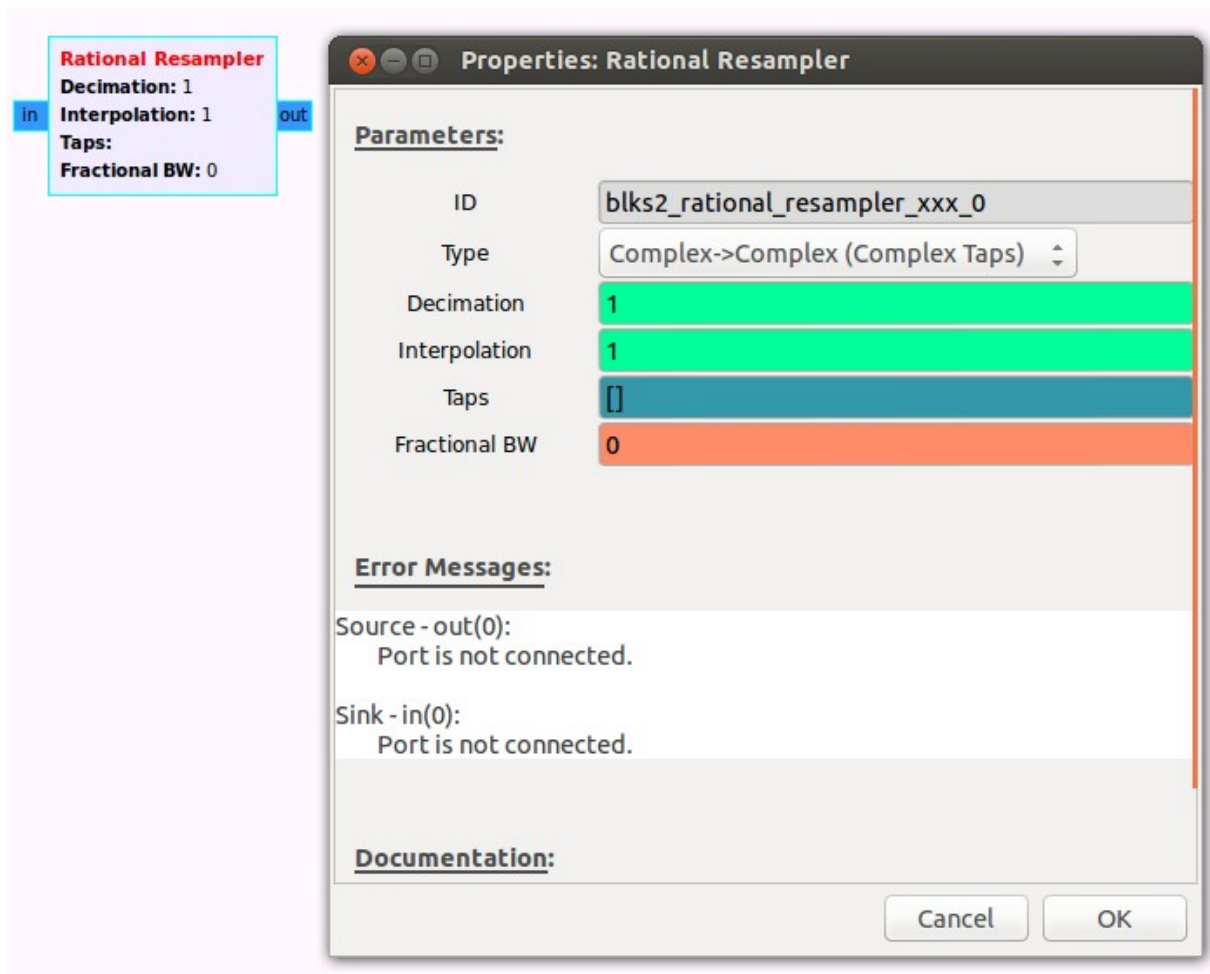 Rational Resampler
Decimation: 1
in
Interpolation: 1
out
Taps:
Fractional BW: 0
Properties: Rational Resampler
Parameters:
ID
blks2_rational_resampler_xxx_0
Type
Complex->Complex (Complex Taps)
Decimation
1
Interpolation
1
Taps
[]
Fractional BW
0
Error Messages:
Source - out(0):
Port is not connected.
Sink - in(0):
Port is not connected.
Documentation:
Cancel
OK